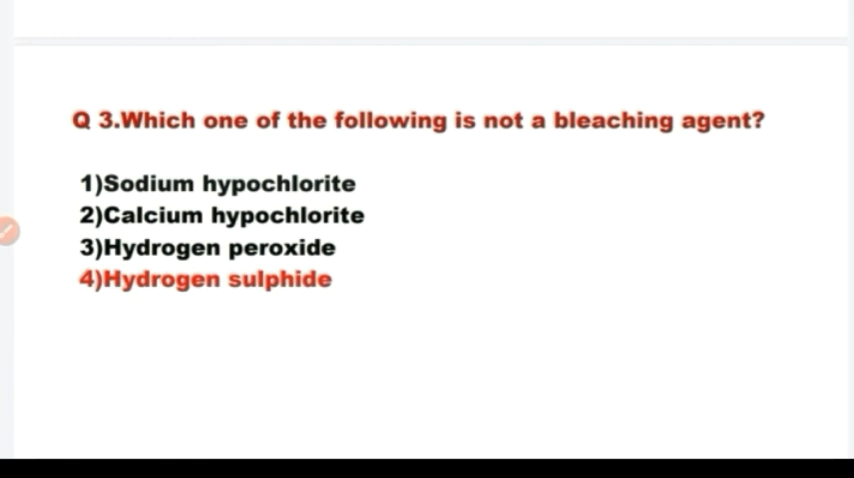 Q 3.Which one of the following is not a bleaching agent?
1)Sodium hypochlorite
2)Calcium hypochlorite
3)Hydrogen peroxide
4)Hydrogen sulphide